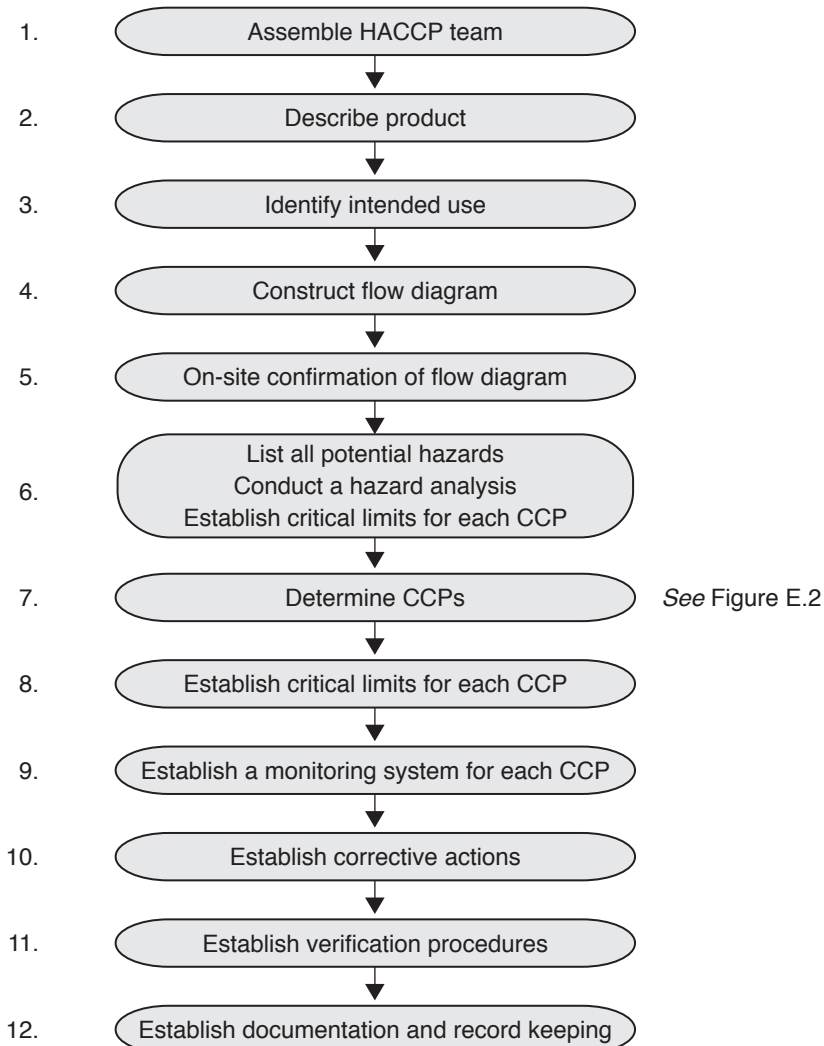 1. Assemble HACCP team
2. Describe product
3. Identify intended use
4. Construct flow diagram
5. On-site confirmation of flow diagram
List all potential hazards
6. Conduct a hazard analysis
Establish critical limits for each CCP
7. Determine CCPs See Figure E.2
8. Establish critical limits for each CCP
9. Establish a monitoring system for each CCP
10. Establish corrective actions
11. Establish verification procedures
12. Establish documentation and record keeping